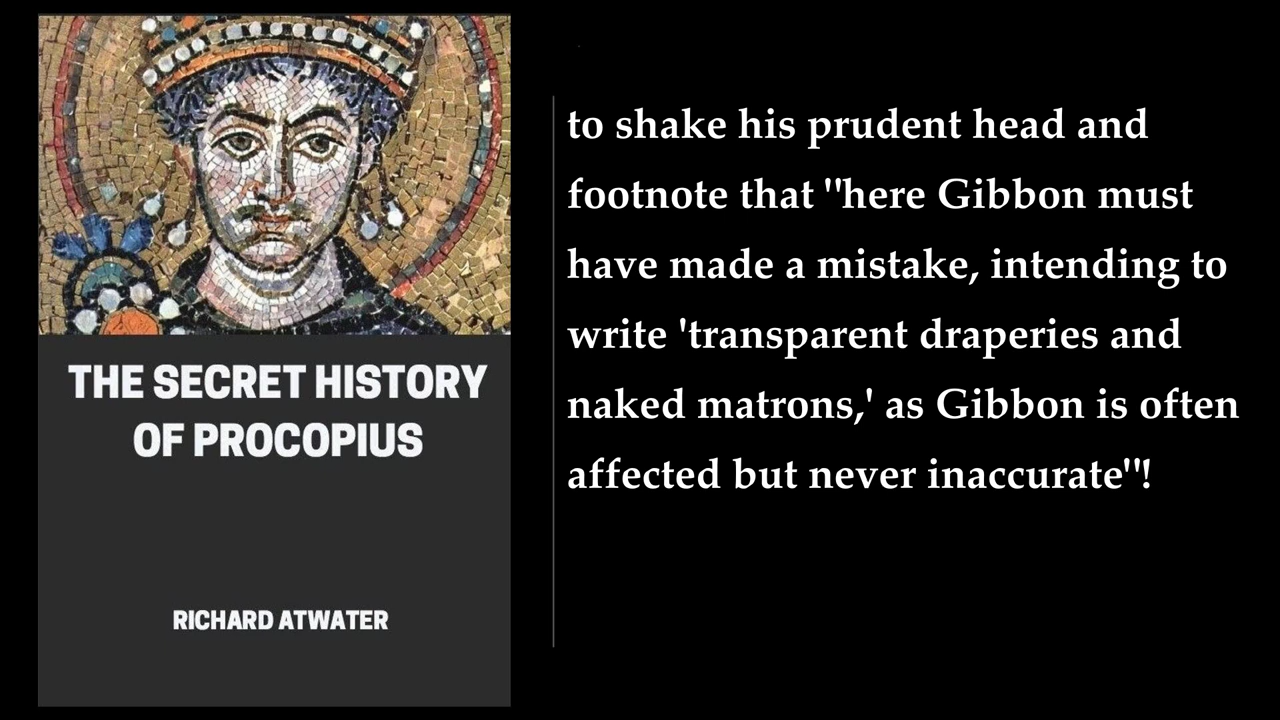 THE SECRET HISTORY
OF PROCOPIUS
RICHARD ATWATER
to shake his prudent head and
footnote that "here Gibbon must
have made a mistake, intending to
write 'transparent draperies and
naked matrons,' as Gibbon is often
affected but never inaccurate"!